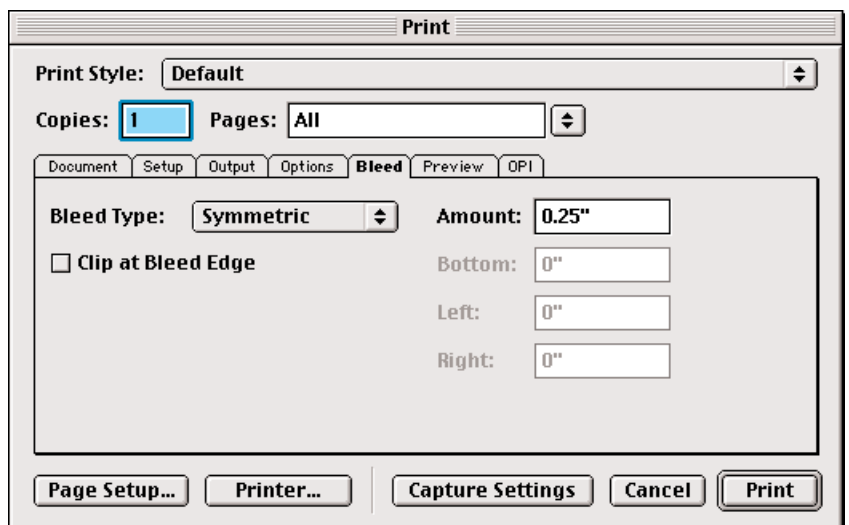 Print
Print Style: Default
Copies: 1 Pages: All
Document Setup Output Options Bleed Preview OPI
Bleed Type: Symmetric Amount: 0.25"
Clip at Bleed Edge Bottom: 0"
Left: 0"
Right: 0"
Page Setup... Printer... Capture Settings Cancel Print